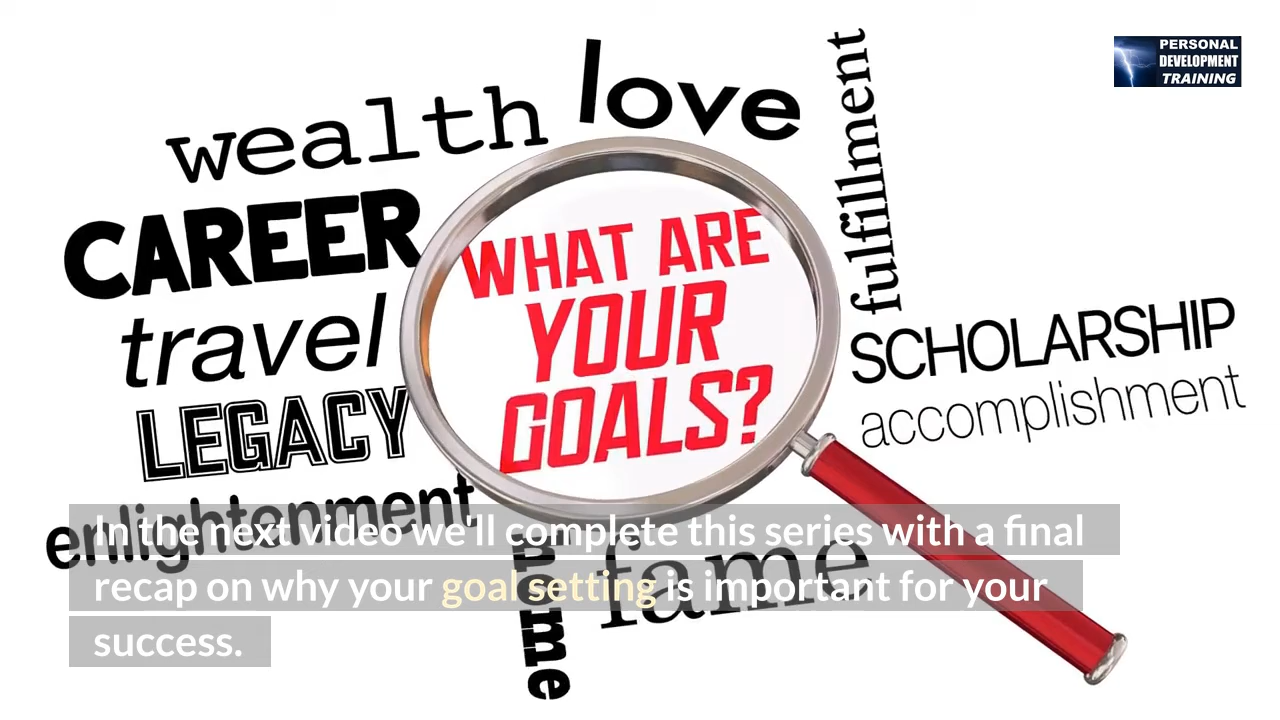 PERSONAL
DEVELOPMENT
TRAINING
wealth
love
fulfillment
CAREER
travel
LEGACY
enlightenment
WHAT ARE
YOUR
GOALS?
SCHOLARSHIP
accomplishment
fame
In the next video we'll complete this series with a final
recap on why your goal setting is important for your
success.